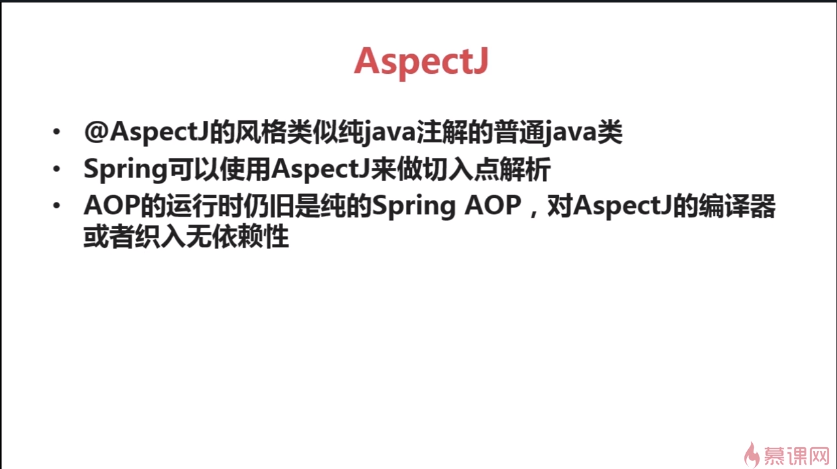 AspectJ
• @AspectJ的风格类似纯java注解的普通java类
• Spring可以使用AspectJ来做切入点解析
• AOP的运行时仍旧是纯的Spring AOP，对AspectJ的编译器
或者织入无依赖性
慕课网